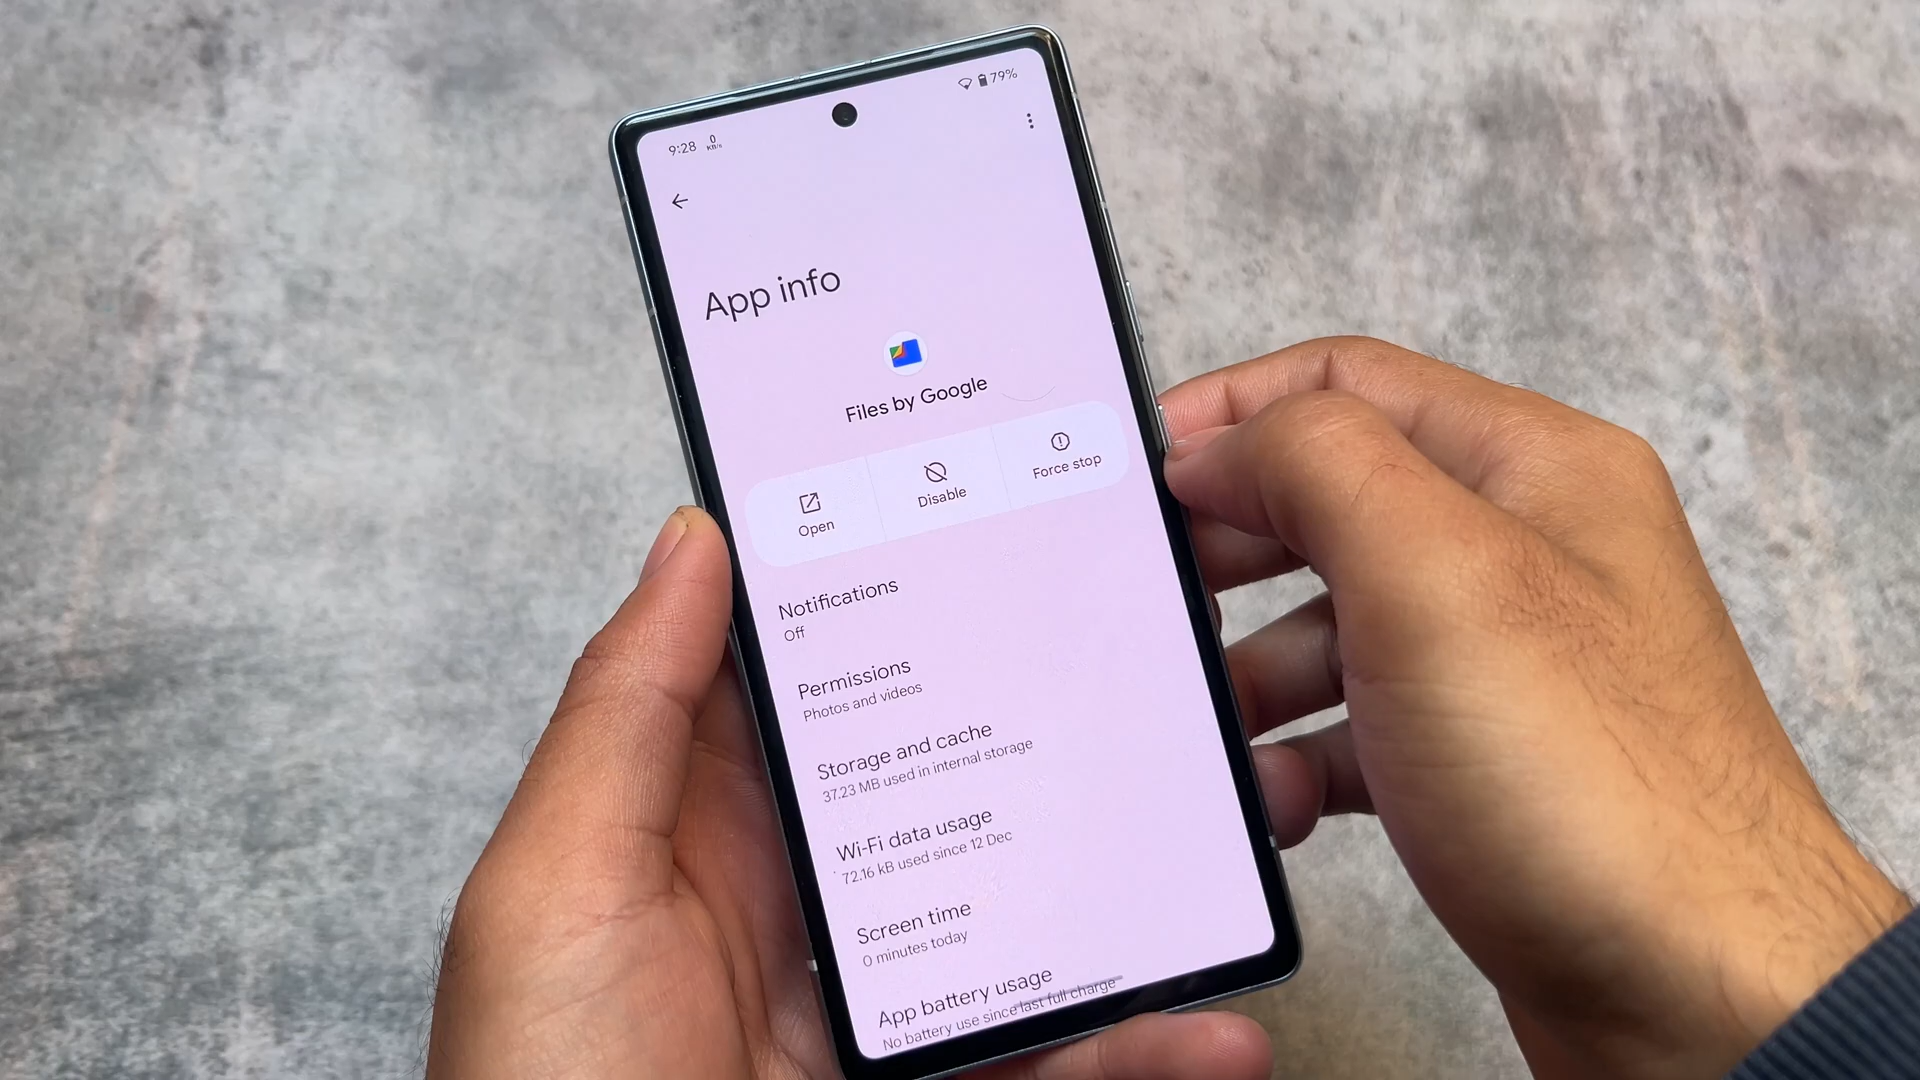 79%
9:28
0
KB/s
App info
Files by Google
Open
Disable
Force stop
Notifications
Off
Permissions
Photos and videos
Storage and cache
37.23 MB used in internal storage
Wi-Fi data usage
72.16 kB used since 12 Dec
Screen time
0 minutes today
App battery usage
No battery use since last full charge